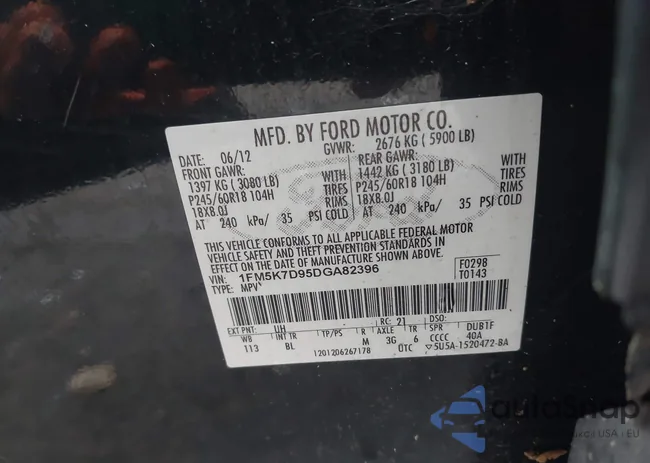 MFD. BY FORD MOTOR CO.
DATE: 06/12 GVWR: 2676 KG ( 5900 LB)
FRONT GAWR: REAR GAWR:
1397 KG ( 3080 LB) WITH 1442 KG ( 3180 LB) WITH
P245/60R18 104H TIRES P245/60R18 104H TIRES
18X8.0J RIMS 18X8.0J RIMS
AT 240 kPa/ 35 PSI COLD AT 240 kPa/ 35 PSI COLD
THIS VEHICLE CONFORMS TO ALL APPLICABLE FEDERAL MOTOR
VEHICLE SAFETY AND THEFT PREVENTION STANDARDS IN
EFFECT ON THE DATE OF MANUFACTURE SHOWN ABOVE.
VIN: 1FM5K7D95DGA82396 F0298
TYPE: MPV T0143
EXT PNT: UH RC: 21 DSO:
WB INT TR TP/PS R AXLE TR SPR DUB1F
113 BL M 3G 6 CCCC 40A
1201206267178 UTC ▽5U5A-1520472-BA
autoSnap
USA - EU